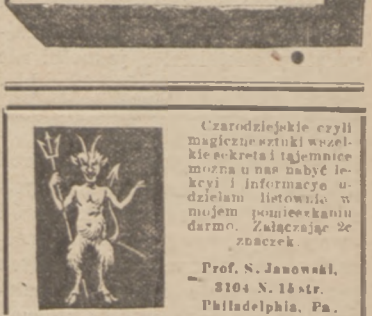 Czarodziejskie czyli
magiczne sztuki wszel-
kie sekreta i tajemnice
można u nas nabyć le-
kcyi i informacye u-
dzielam listownie w
mojem pomieszkaniu
darmo. Załączając 2c
znaczek.
Prof. S. Janowski,
3104 N. 15 str.
Philadelphia, Pa.